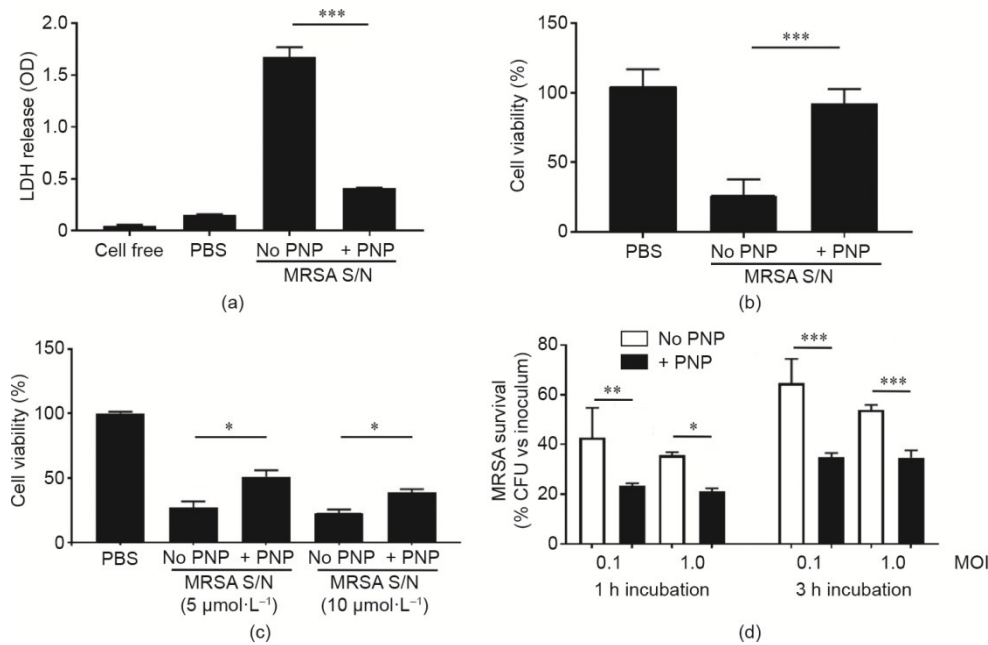 ***
2.0
1.5
1.0
0.5
0
LDH release (OD)
Cell free PBS No PNP + PNP
MRSA S/N
(a)
***
150
100
50
0
Cell viability (%)
PBS No PNP + PNP
MRSA S/N
(b)
150
100
50
0
Cell viability (%)
* *
PBS No PNP + PNP No PNP + PNP
MRSA S/N MRSA S/N
(5 μmol·L⁻¹) (10 μmol·L⁻¹)
(c)
No PNP
+ PNP
80
60
40
20
0
MRSA survival
(% CFU vs inoculum)
** * *** ***
0.1 1.0 0.1 1.0 MOI
1 h incubation 3 h incubation
(d)